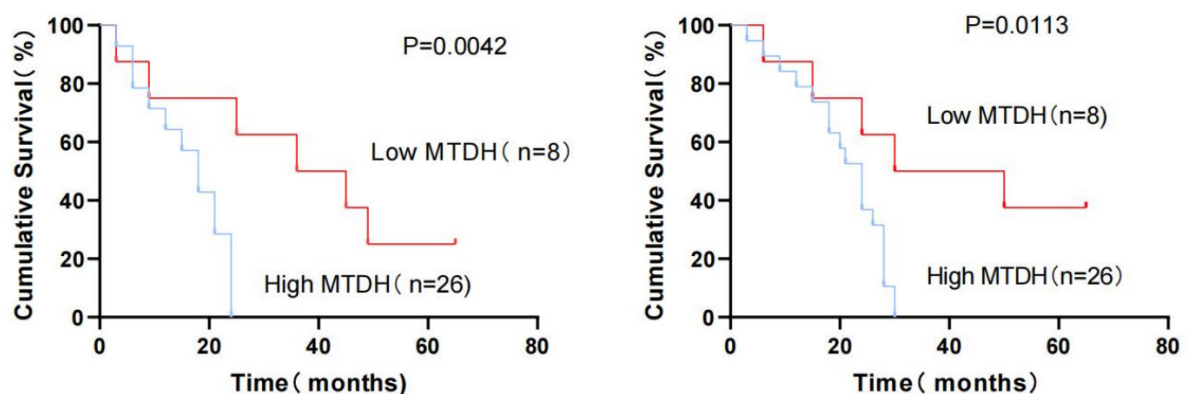 P=0.0042
Low MTDH( n=8)
High MTDH( n=26)
Cumulative Survival( %)
100
80
60
40
20
0
0 20 40 60 80
Time( months)
P=0.0113
Low MTDH(n=8)
High MTDH(n=26)
Cumulative Survival( %)
100
80
60
40
20
0
0 20 40 60 80
Time( months)